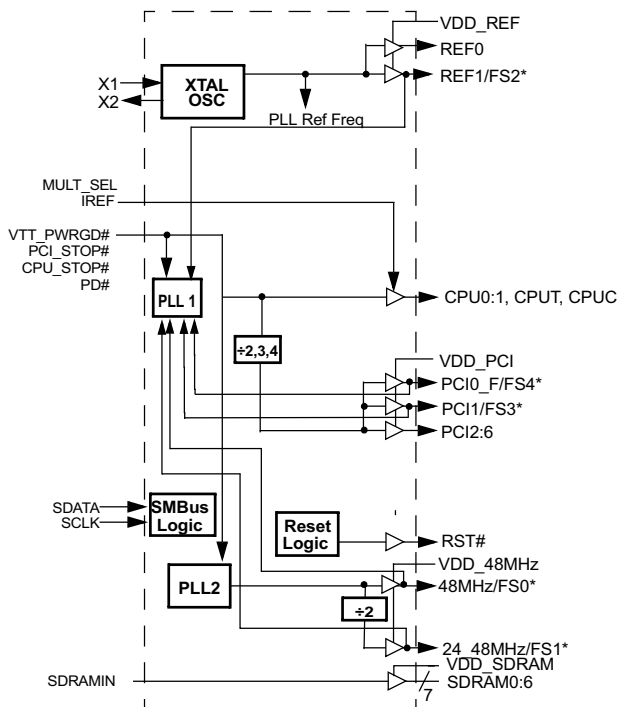 VDD_REF
REF0
REF1/FS2*
X1
X2
XTAL
OSC
PLL Ref Freq
MULT_SEL
IREF
VTT_PWRGD#
PCI_STOP#
CPU_STOP#
PD#
PLL 1
CPU0:1, CPUT, CPUC
÷2,3,4
VDD_PCI
PCI0_F/FS4*
PCI1/FS3*
PCI2:6
SDATA
SCLK
SMBus
Logic
Reset
Logic
RST#
VDD_48MHz
PLL2
48MHz/FS0*
÷2
24_48MHz/FS1*
VDD_SDRAM
SDRAMIN
SDRAM0:6
7